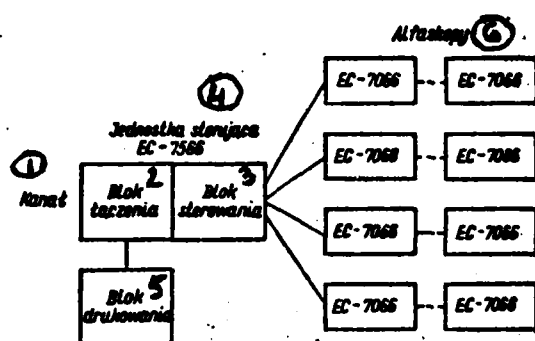 Alfaskopy 6
EC-7066 EC-7066
4
Jednostka sterująca
EC-7566
1
Kanał
Blok 2
łączenia
Blok 3
sterowania
EC-7066 EC-7066
EC-7066 EC-7066
EC-7066 EC-7066
Blok 5
drukowania